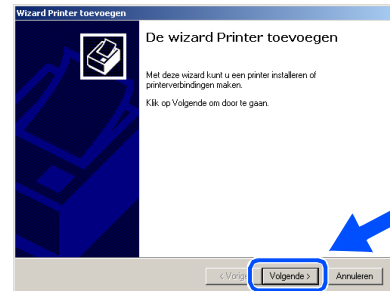 Wizard Printer toevoegen
De wizard Printer toevoegen
Met deze wizard kunt u een printer installeren of
printerverbindingen maken.
Klik op Volgende om door te gaan.
< Vorige
Volgende >
Annuleren